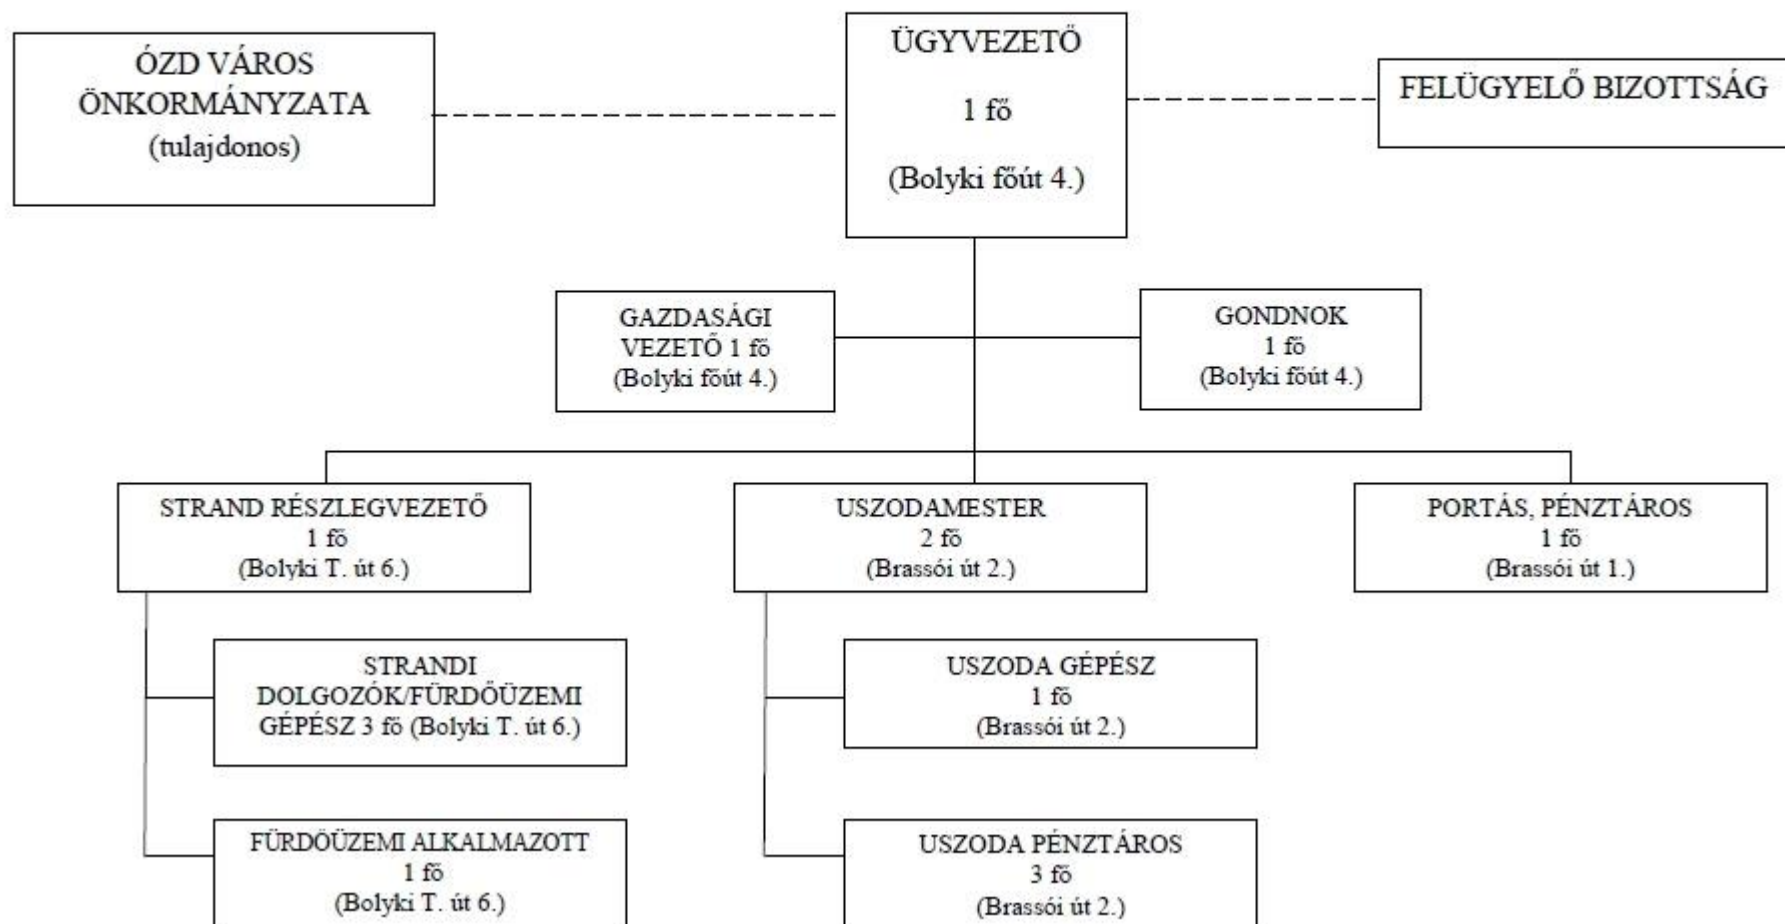 ÓZD VÁROS
ÖNKORMÁNYZATA
(tulajdonos)
ÜGYVEZETŐ
1 fő
(Bolyki főút 4.)
FELÜGYELŐ BIZOTTSÁG
GAZDASÁGI
VEZETŐ 1 fő
(Bolyki főút 4.)
GONDNOK
1 fő
(Bolyki főút 4.)
STRAND RÉSZLEGVEZETŐ
1 fő
(Bolyki T. út 6.)
USZODAMESTER
2 fő
(Brassói út 2.)
PORTÁS, PÉNZTÁROS
1 fő
(Brassói út 1.)
STRANDI
DOLGOZÓK/FÜRDŐÜZEMI
GÉPÉSZ 3 fő (Bolyki T. út 6.)
USZODA GÉPÉSZ
1 fő
(Brassói út 2.)
FÜRDŐÜZEMI ALKALMAZOTT
1 fő
(Bolyki T. út 6.)
USZODA PÉNZTÁROS
3 fő
(Brassói út 2.)